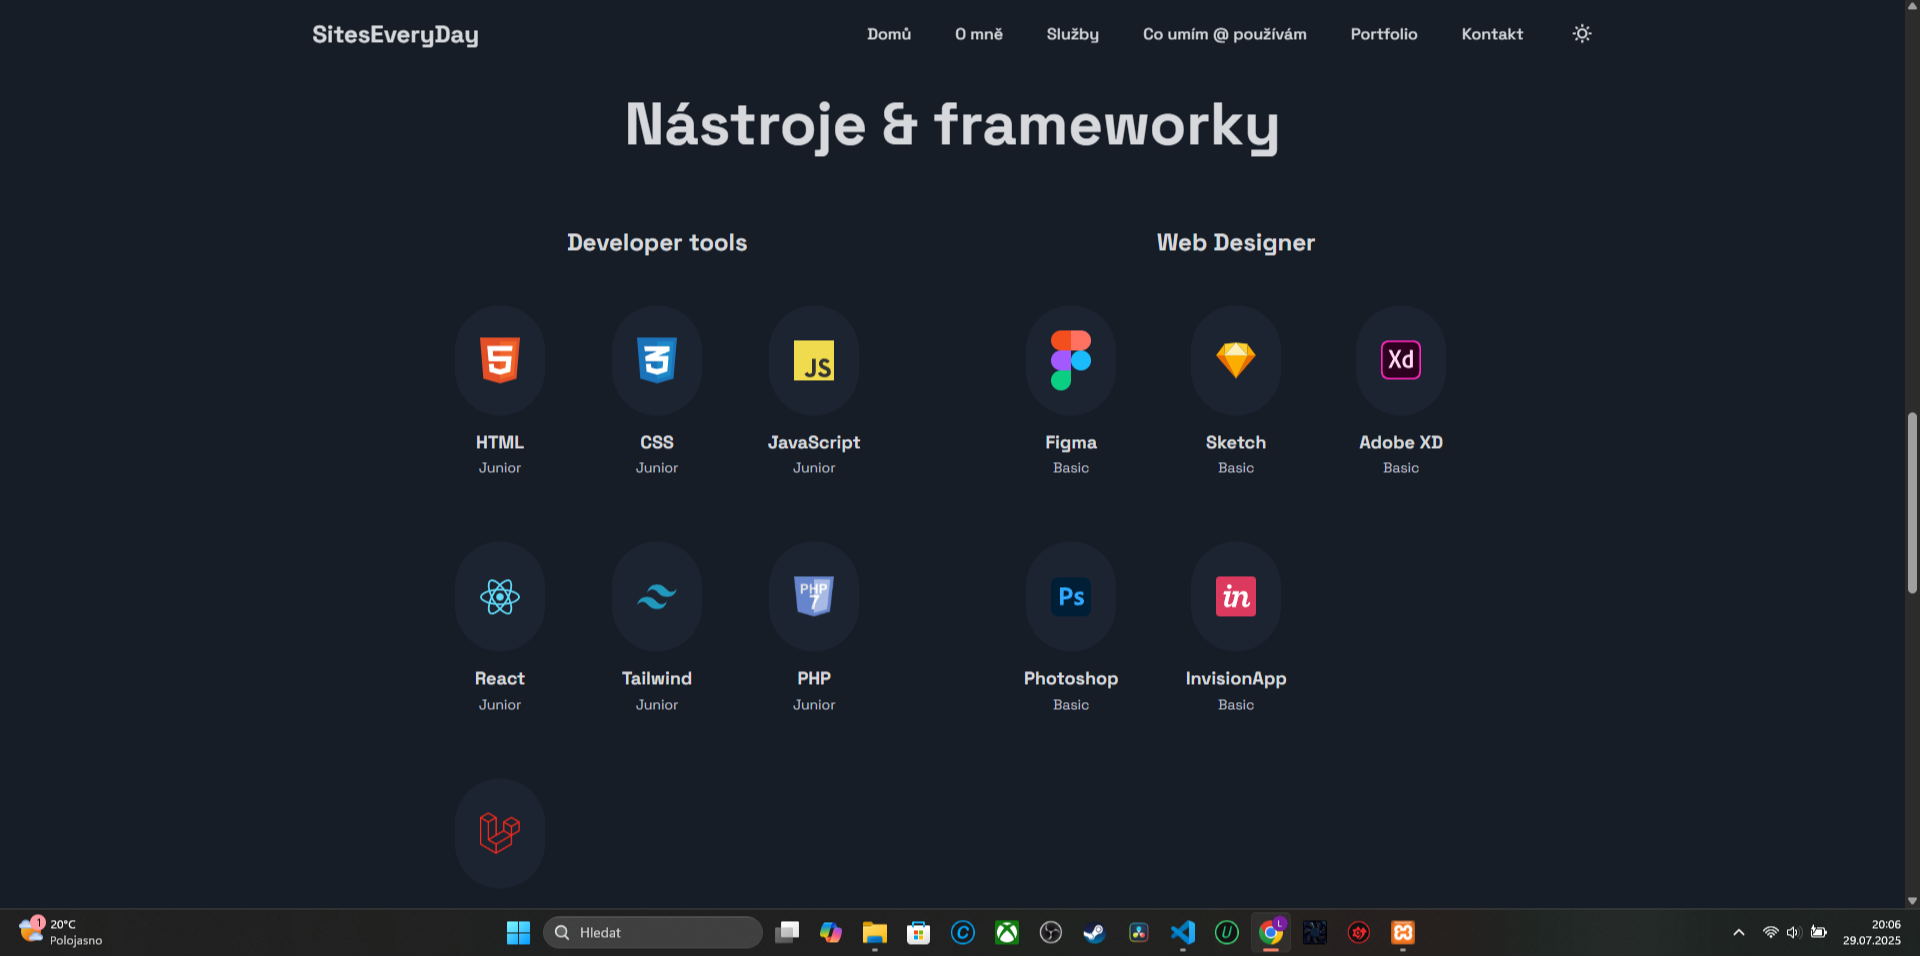 SitesEveryDay
Domů O mně Služby Co umím @ používám Portfolio Kontakt
Nástroje & frameworky
Developer tools
Web Designer
5 3 JS
Xd
HTML CSS JavaScript
Junior Junior Junior
Figma Sketch Adobe XD
Basic Basic Basic
PHP
7
Ps in
React Tailwind PHP
Junior Junior Junior
Photoshop InvisionApp
Basic Basic
1
20°C
Polojasno
Hledat
C
U
L
20:06
29.07.2025